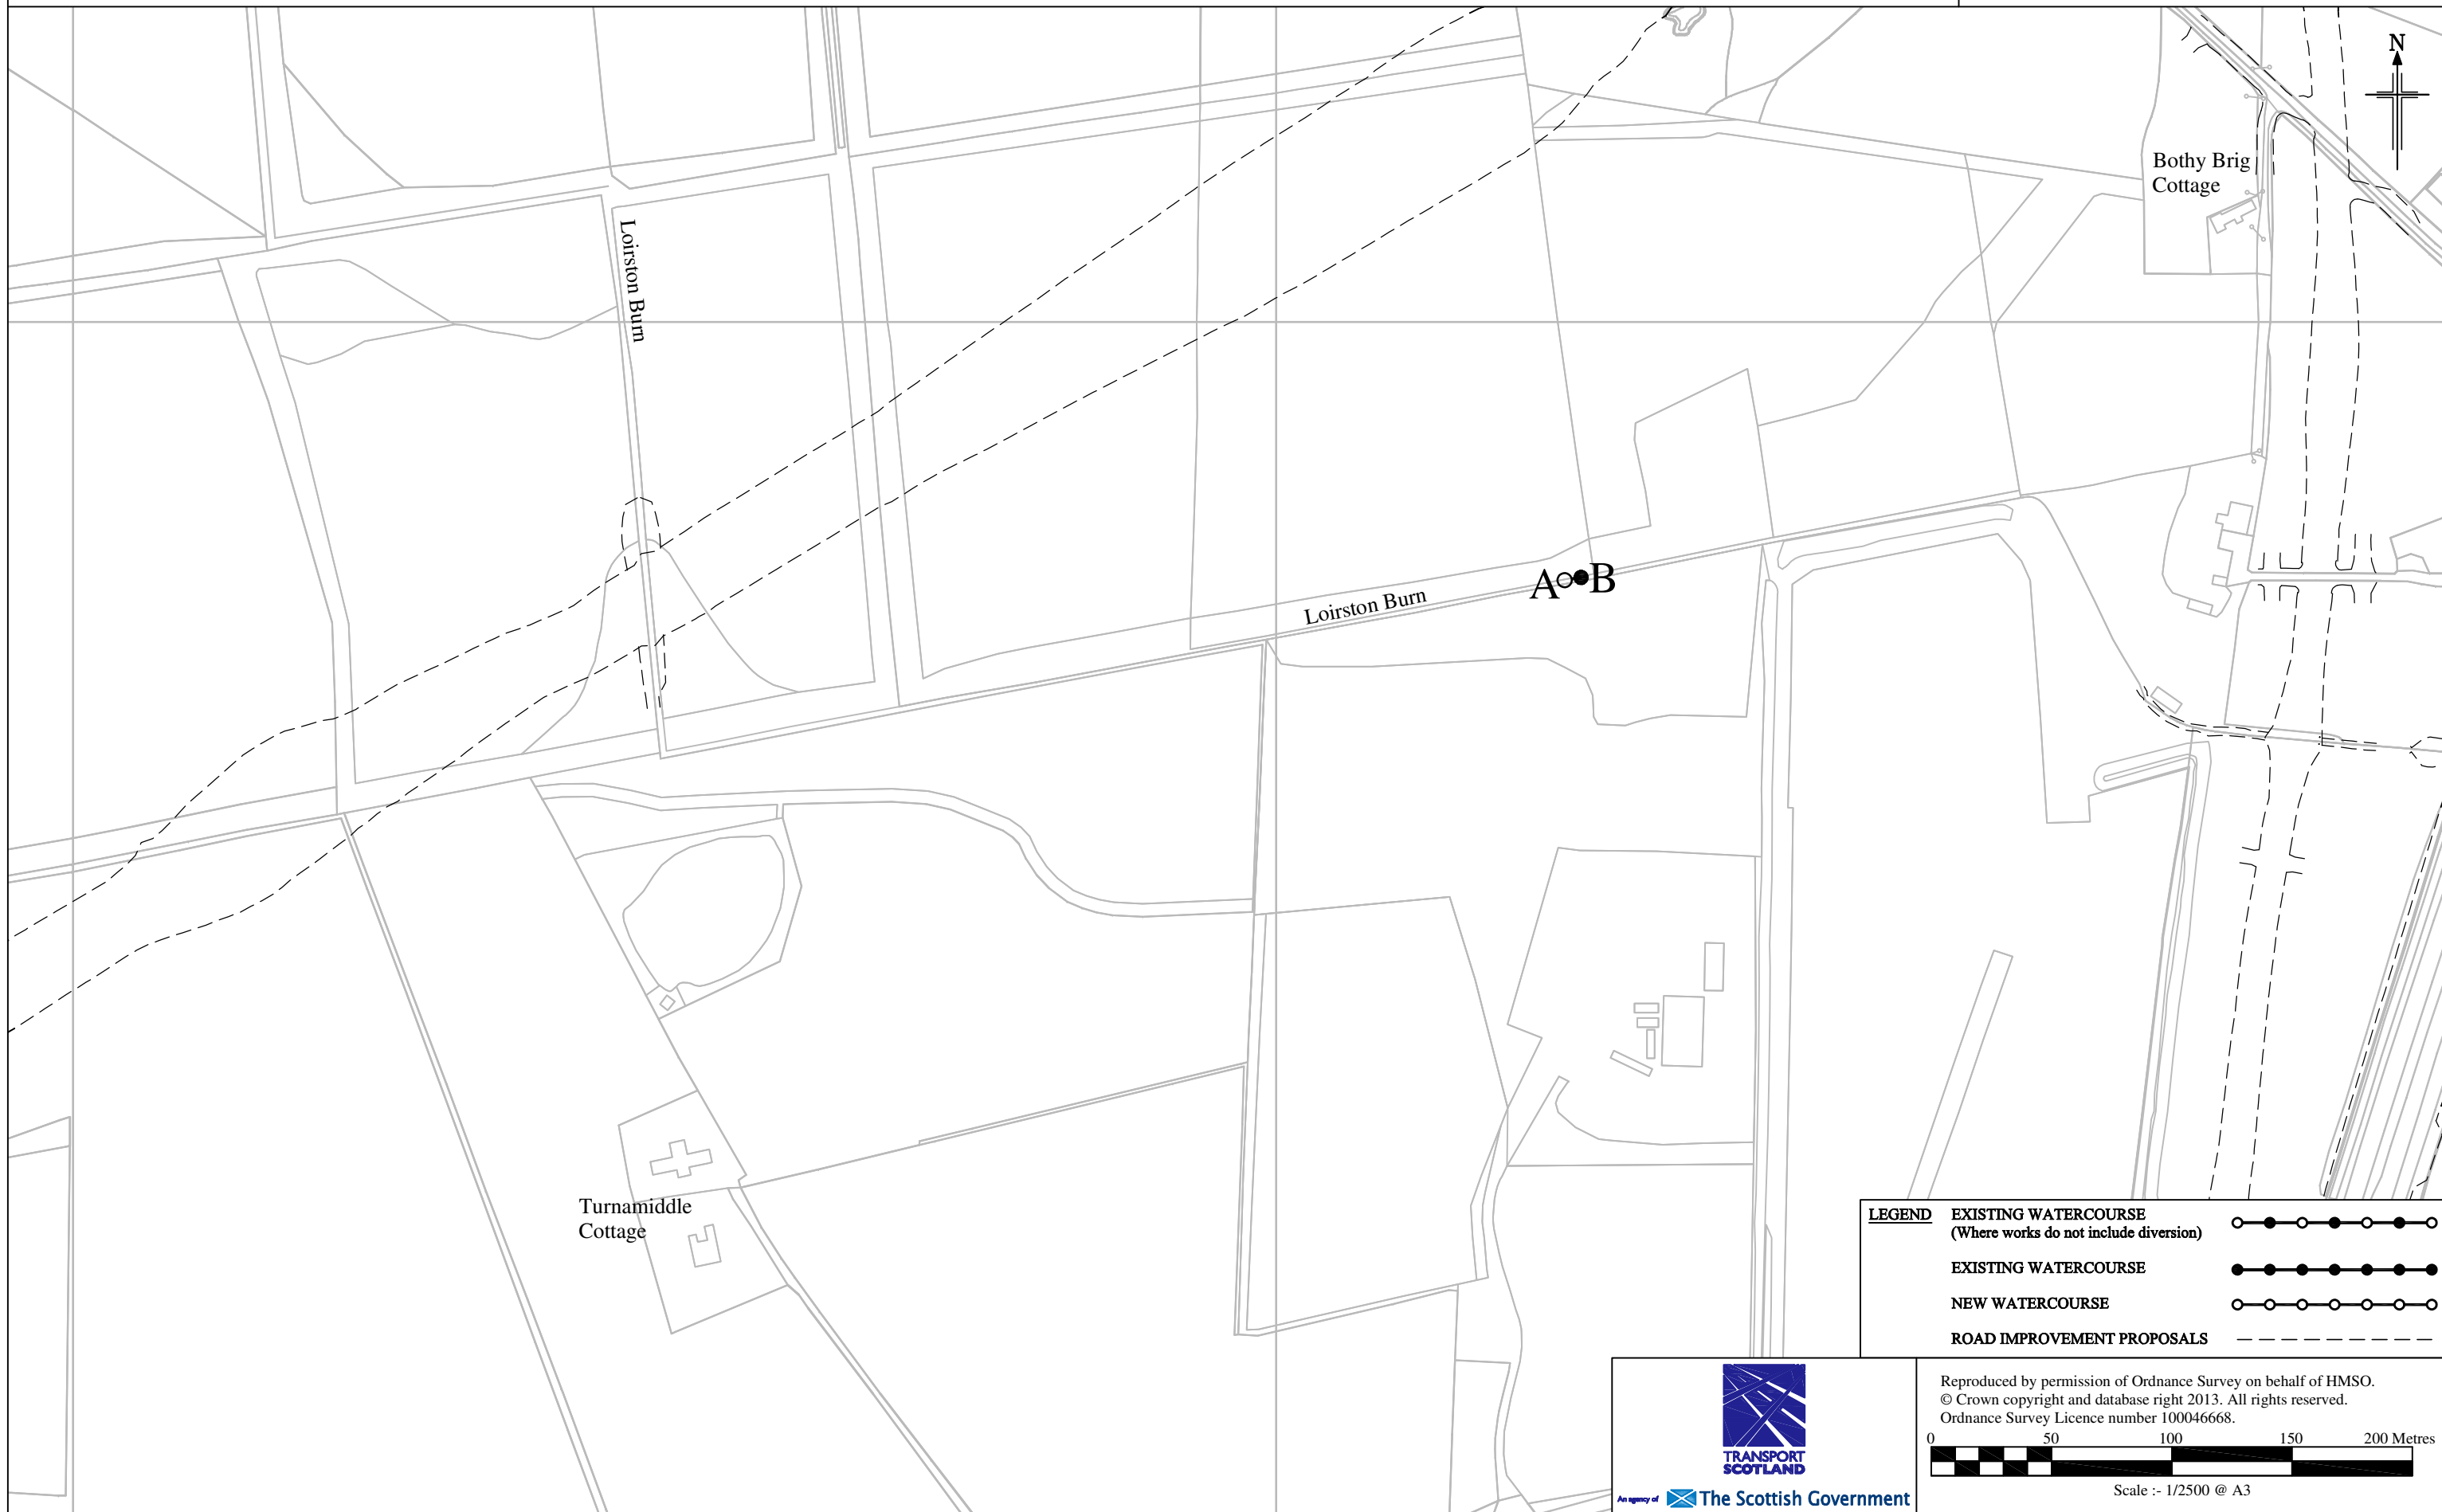 N
Bothy Brig
Cottage
Loirston Burn
A B
Loirston Burn
Turnamiddle
Cottage
LEGEND EXISTING WATERCOURSE
(Where works do not include diversion)
EXISTING WATERCOURSE
NEW WATERCOURSE
ROAD IMPROVEMENT PROPOSALS
TRANSPORT
SCOTLAND
An agency of The Scottish Government
Reproduced by permission of Ordnance Survey on behalf of HMSO.
© Crown copyright and database right 2013. All rights reserved.
Ordnance Survey Licence number 100046668.
0 50 100 150 200 Metres
Scale :- 1/2500 @ A3